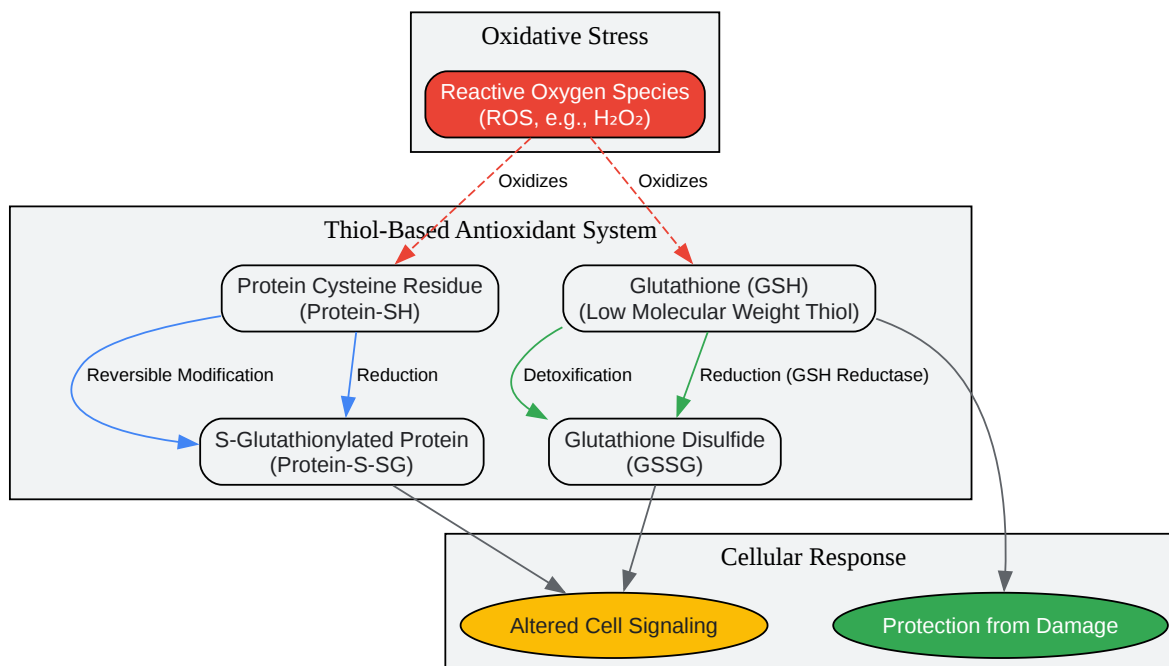 Oxidative Stress
Reactive Oxygen Species
(ROS, e.g., H₂O₂)
Oxidizes
Oxidizes
Thiol-Based Antioxidant System
Protein Cysteine Residue
(Protein-SH)
Glutathione (GSH)
(Low Molecular Weight Thiol)
Reversible Modification
Reduction
Detoxification
Reduction (GSH Reductase)
S-Glutathionylated Protein
(Protein-S-SG)
Glutathione Disulfide
(GSSG)
Cellular Response
Altered Cell Signaling
Protection from Damage